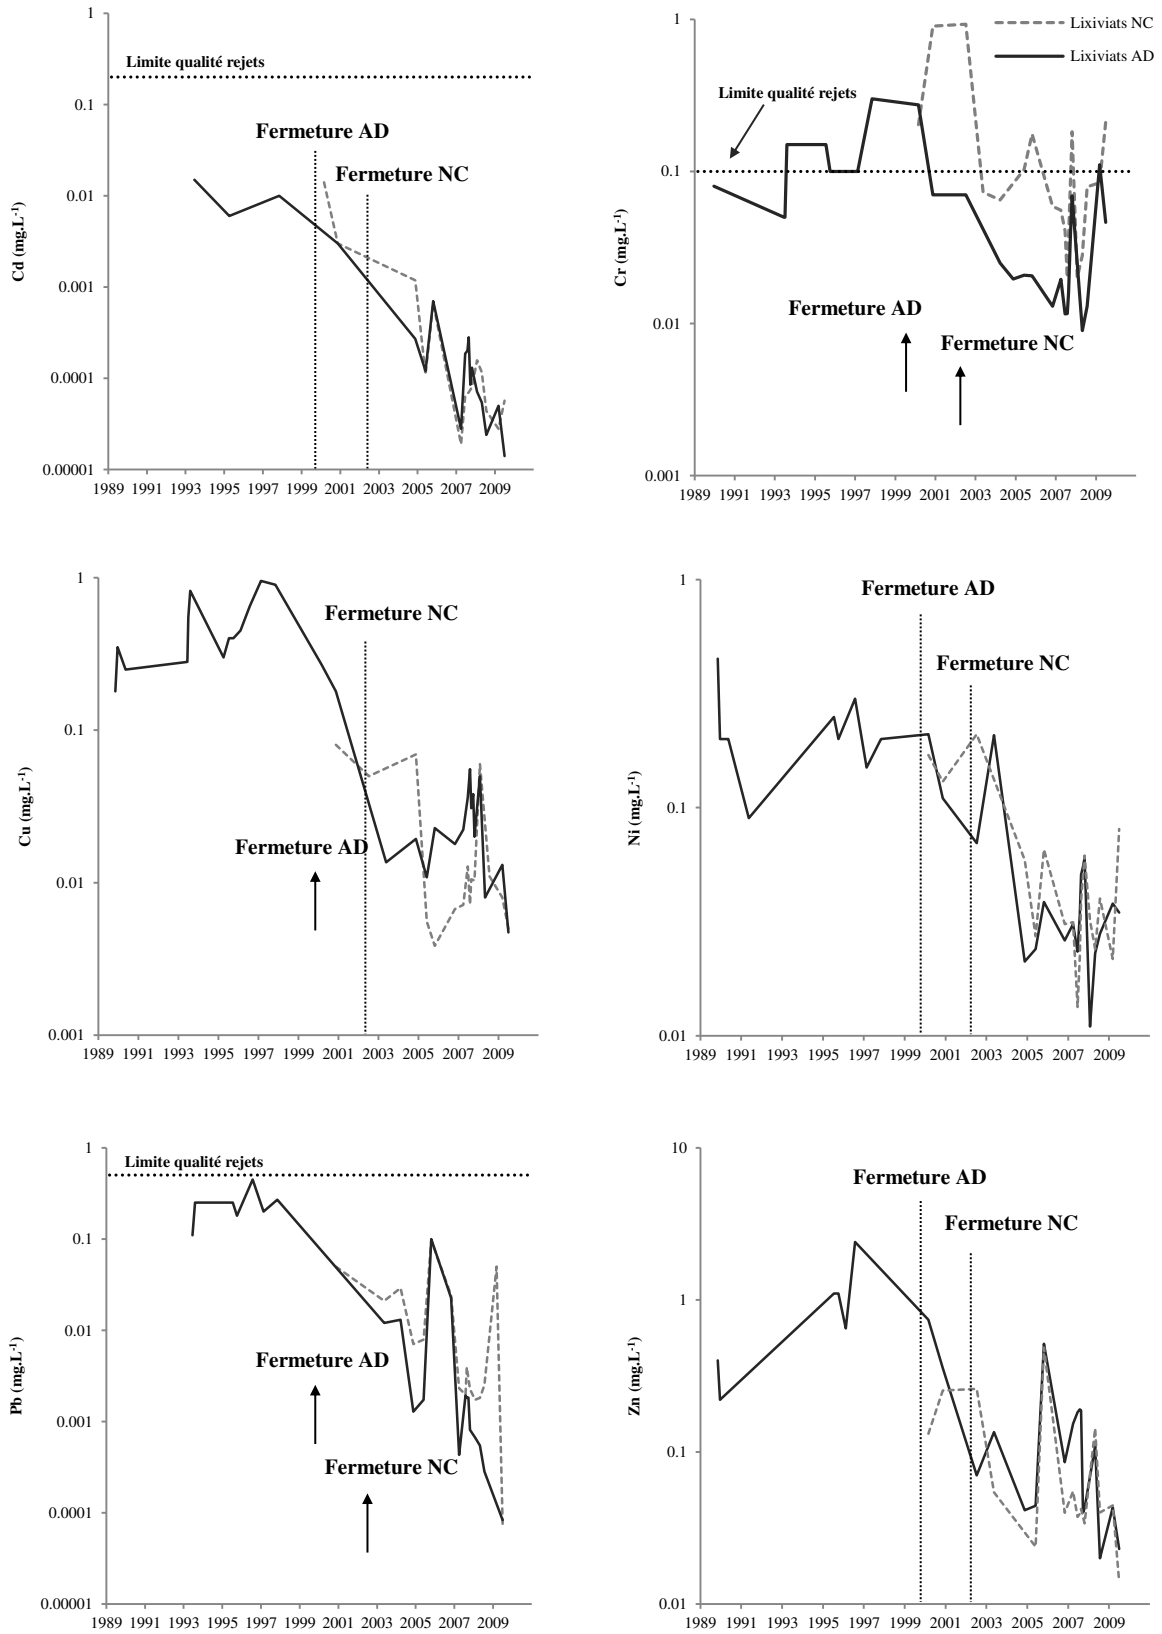 1
Limite qualité rejets
0.1
Fermeture AD
Fermeture NC
0.01
Cd (mg.L-1)
0.001
0.0001
0.00001
1989 1991 1993 1995 1997 1999 2001 2003 2005 2007 2009
1
Lixiviats NC
Lixiviats AD
Limite qualité rejets
0.1
Cr (mg.L-1)
Fermeture AD
0.01
Fermeture NC
0.001
1989 1991 1993 1995 1997 1999 2001 2003 2005 2007 2009
1
Fermeture NC
0.1
Cu (mg.L-1)
Fermeture AD
0.01
0.001
1989 1991 1993 1995 1997 1999 2001 2003 2005 2007 2009
1
Fermeture AD
Fermeture NC
0.1
Ni (mg.L-1)
0.01
1989 1991 1993 1995 1997 1999 2001 2003 2005 2007 2009
1
Limite qualité rejets
0.1
0.01
Fermeture AD
Pb (mg.L-1)
0.001
Fermeture NC
0.0001
0.00001
1989 1991 1993 1995 1997 1999 2001 2003 2005 2007 2009
10
Fermeture AD
Fermeture NC
1
Zn (mg.L-1)
0.1
0.01
1989 1991 1993 1995 1997 1999 2001 2003 2005 2007 2009